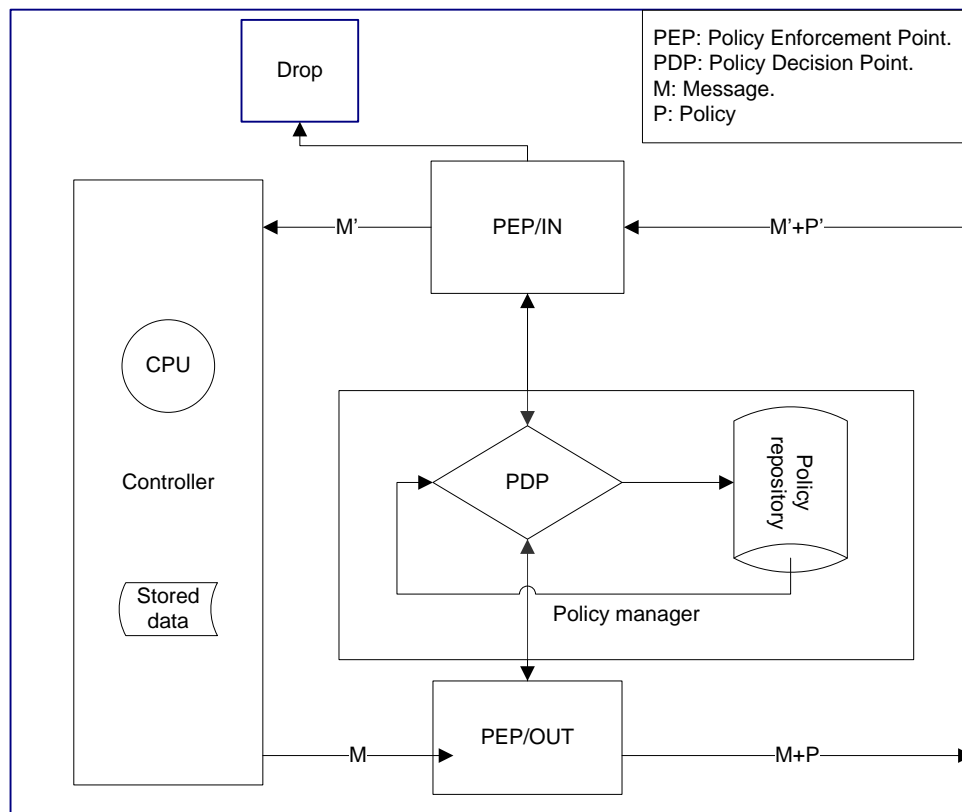 Drop
PEP: Policy Enforcement Point.
PDP: Policy Decision Point.
M: Message.
P: Policy
M’
PEP/IN
M’+P’
CPU
Controller
Stored
data
PDP
Policy
repository
Policy manager
M
PEP/OUT
M+P